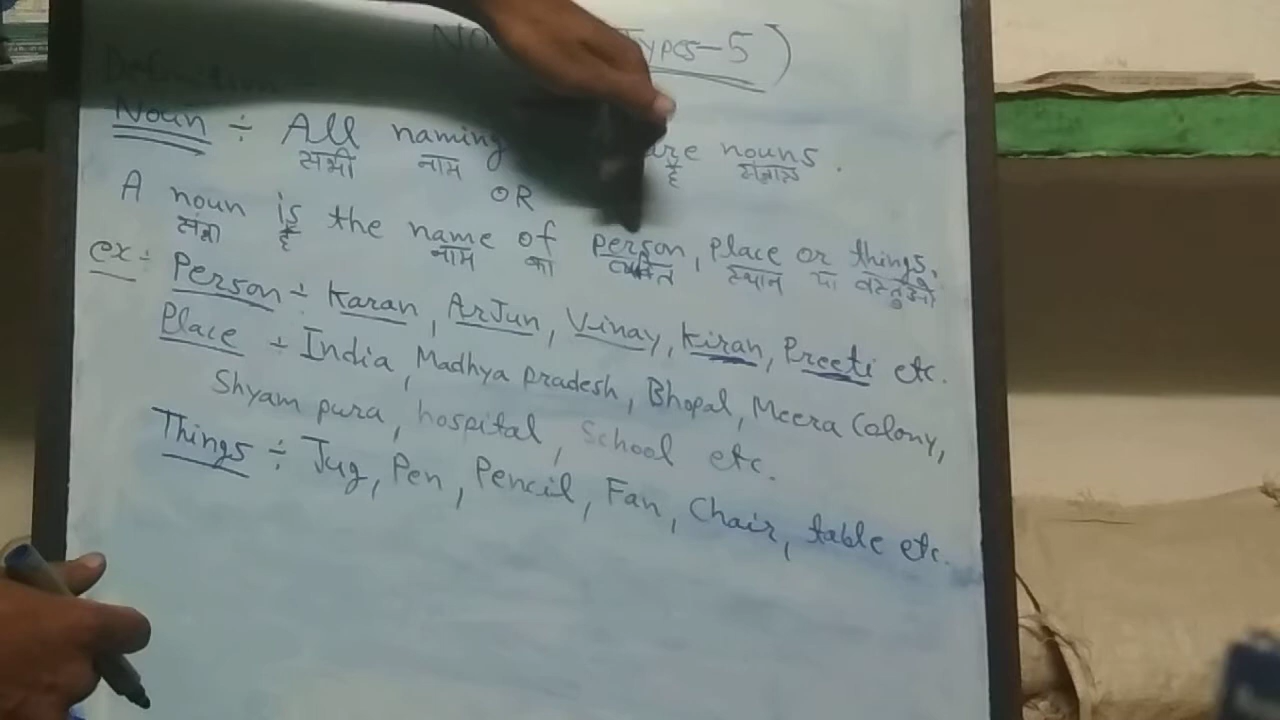 Types-5)
Noun ÷ All naming are nouns.
सभी नाम है संज्ञाएं
OR
A noun is the name of person, place or things.
संज्ञा है नाम का व्यक्ति, स्थान या वस्तुओं
ex: Person ÷ Karan, ArJun, Vinay, Kiran, Preeti etc.
Place ÷ India, Madhya pradesh, Bhopal, Meera Colony,
Shyam pura, hospital, School etc.
Things ÷ Jug, Pen, Pencil, Fan, Chair, table etc.